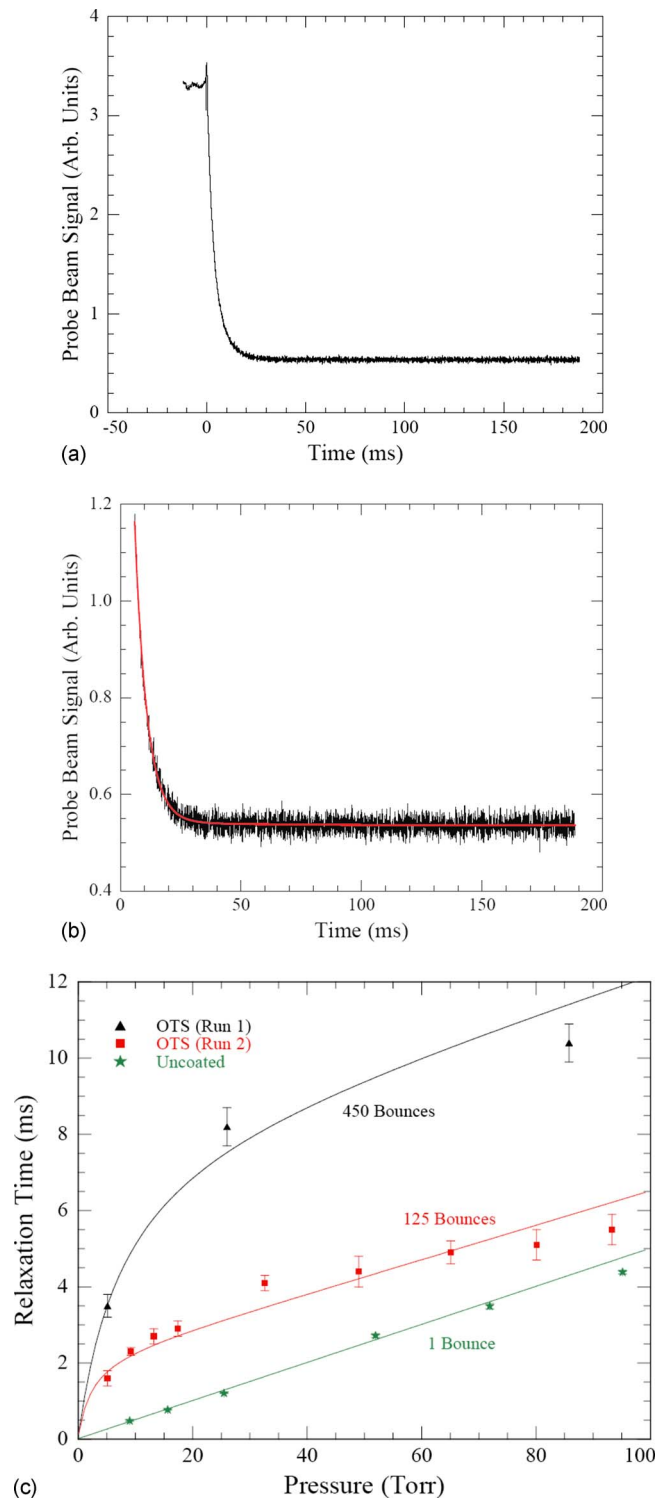 Probe Beam Signal (Arb. Units)
4
3
2
1
0
-50 0 50 100 150 200
(a) Time (ms)
Probe Beam Signal (Arb. Units)
1.2
1.0
0.8
0.6
0.4
0 50 100 150 200
(b) Time (ms)
Relaxation Time (ms)
12
10
8
6
4
2
0
OTS (Run 1)
OTS (Run 2)
Uncoated
450 Bounces
125 Bounces
1 Bounce
0 20 40 60 80 100
(c) Pressure (Torr)